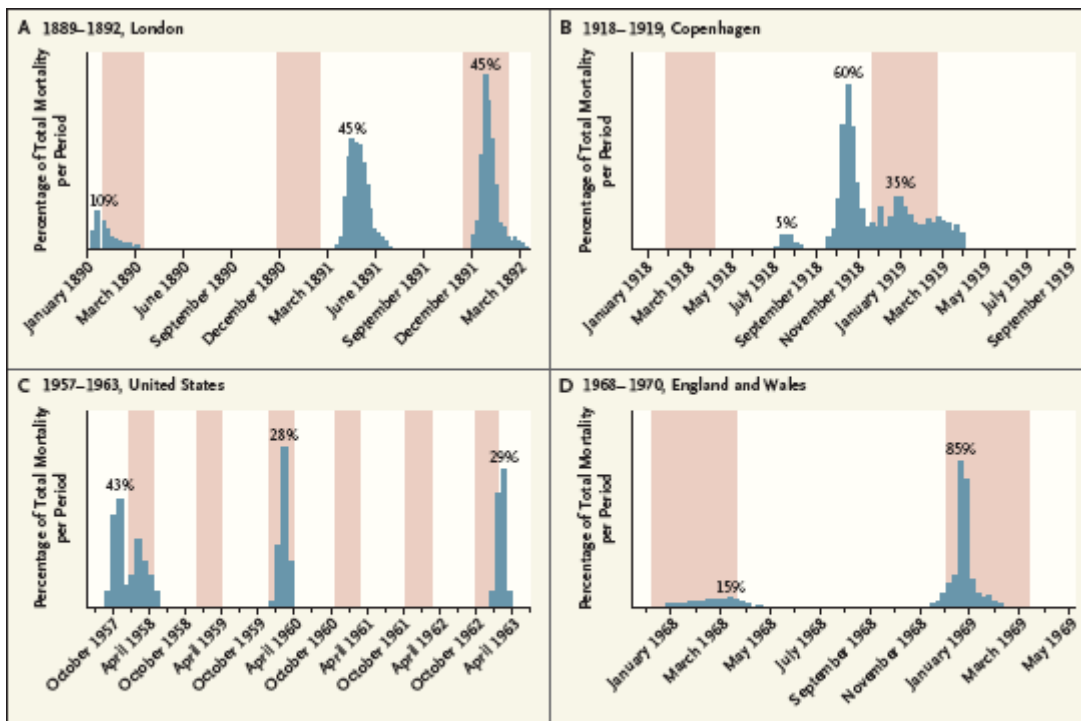 A 1889–1892, London
Percentage of Total Mortality
per Period
10%
45%
45%
January 1890
March 1890
June 1890
September 1890
December 1890
March 1891
June 1891
September 1891
December 1891
March 1892
B 1918–1919, Copenhagen
Percentage of Total Mortality
per Period
5%
60%
35%
January 1918
March 1918
May 1918
July 1918
September 1918
November 1918
January 1919
March 1919
May 1919
July 1919
September 1919
C 1957–1963, United States
Percentage of Total Mortality
per Period
43%
28%
29%
October 1957
April 1958
October 1958
April 1959
October 1959
April 1960
October 1960
April 1961
October 1961
April 1962
October 1962
April 1963
D 1968–1970, England and Wales
Percentage of Total Mortality
per Period
15%
85%
January 1968
March 1968
May 1968
July 1968
September 1968
November 1968
January 1969
March 1969
May 1969